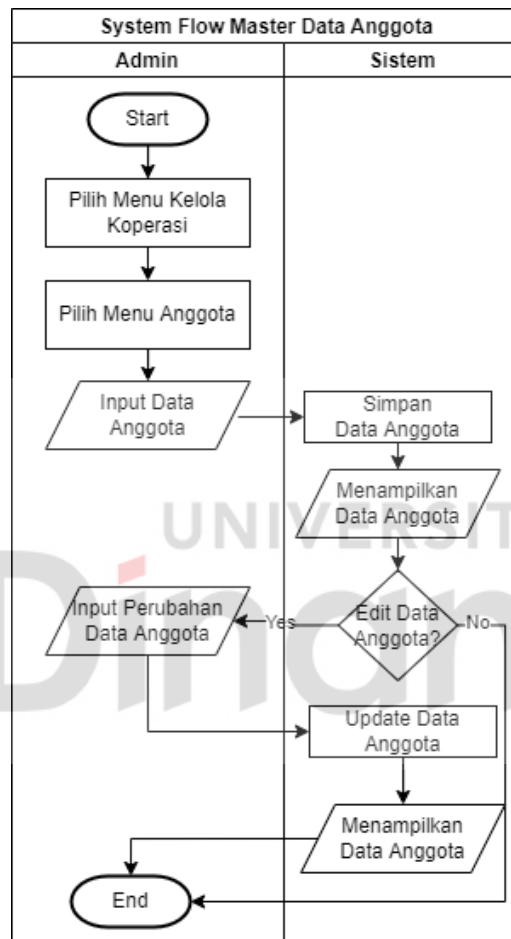 System Flow Master Data Anggota
Admin
Sistem
Start
Pilih Menu Kelola
Koperasi
Pilih Menu Anggota
Input Data
Anggota
Simpan
Data Anggota
Menampilkan
Data Anggota
UNIVERSIT
Dinam
Input Perubahan
Data Anggota
Yes
Edit Data
Anggota?
No
Update Data
Anggota
Menampilkan
Data Anggota
End